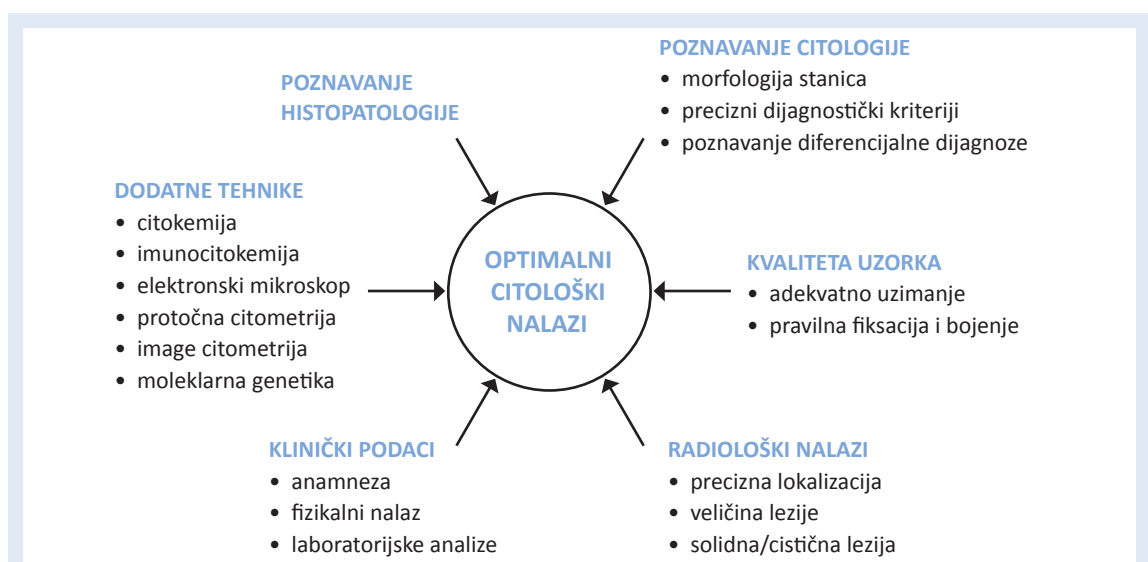 POZNAVANJE
HISTOPATOLOGIJE
POZNAVANJE CITOLOGIJE
• morfologija stanica
• precizni dijagnostički kriteriji
• poznavanje diferencijalne dijagnoze
DODATNE TEHNIKE
• citokemija
• imunocitokemija
• elektronski mikroskop
• protočna citometrija
• image citometrija
• moleklarna genetika
OPTIMALNI
CITOLOŠKI
NALAZI
KVALITETA UZORKA
• adekvatno uzimanje
• pravilna fiksacija i bojenje
KLINIČKI PODACI
• anamneza
• fizikalni nalaz
• laboratorijske analize
RADIOLOŠKI NALAZI
• precizna lokalizacija
• veličina lezije
• solidna/cistična lezija